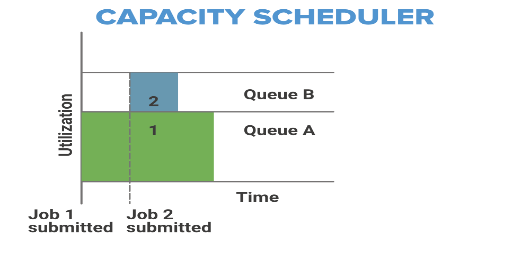 CAPACITY SCHEDULER
Utilization
2
Queue B
1
Queue A
Time
Job 1
submitted
Job 2
submitted